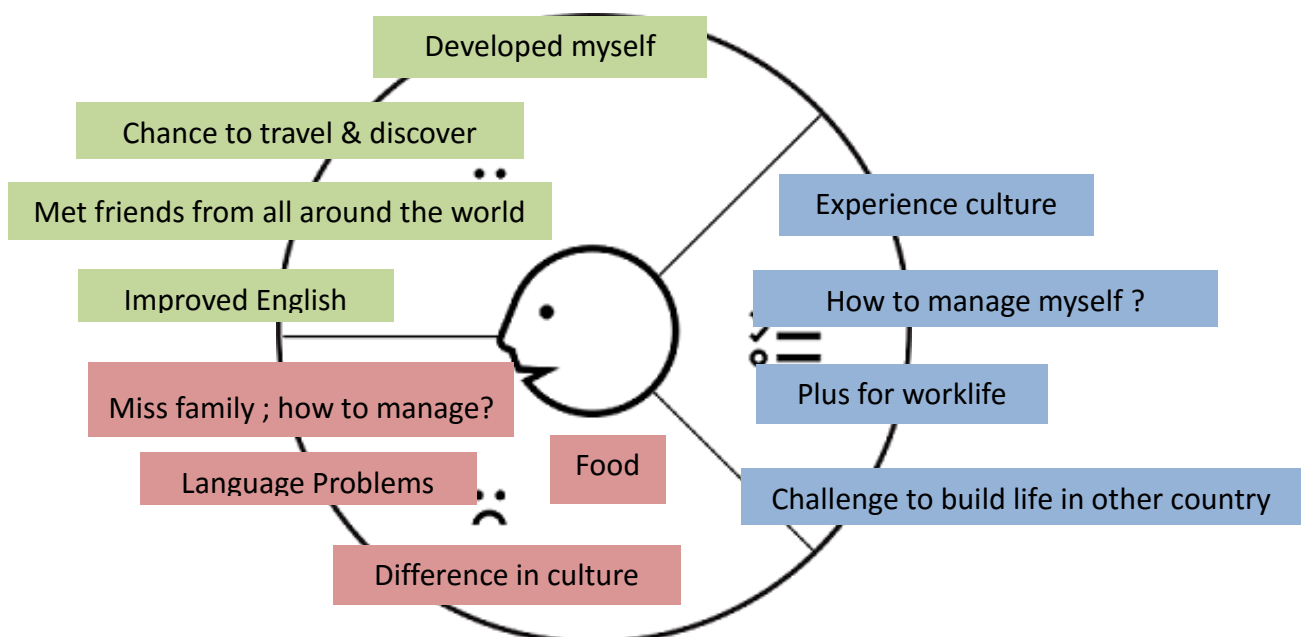 Developed myself
Chance to travel & discover
Met friends from all around the world
Improved English
Experience culture
How to manage myself ?
Plus for worklife
Challenge to build life in other country
Miss family ; how to manage?
Language Problems
Food
Difference in culture